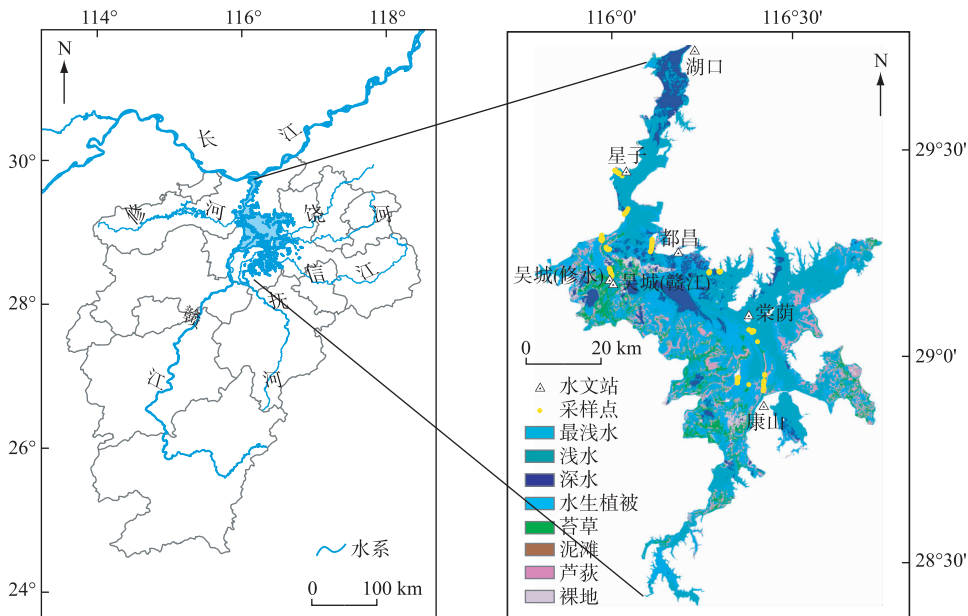 114°
116°
118°
N
30°
28°
26°
24°
长
江
修
河
饶
河
信
江
抚
河
赣
江
水系
0
100 km
116°0′
116°30′
N
29°30′
29°0′
28°30′
湖口
星子
都昌
吴城(修水)
吴城(赣江)
棠荫
康山
0
20 km
水文站
采样点
最浅水
浅水
深水
水生植被
苔草
泥滩
芦荻
裸地